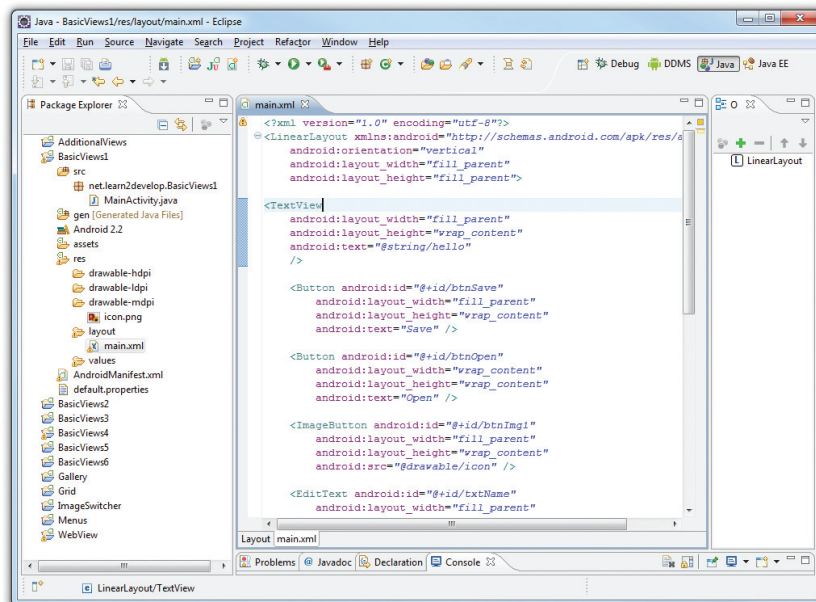 Java - BasicViews1/res/layout/main.xml - Eclipse
File Edit Run Source Navigate Search Project Refactor Window Help
Debug DDMS Java Java EE
Package Explorer
AdditionalViews
BasicViews1
src
net.learn2develop.BasicViews1
MainActivity.java
gen [Generated Java Files]
Android 2.2
assets
res
drawable-hdpi
drawable-ldpi
drawable-mdpi
icon.png
layout
main.xml
values
AndroidManifest.xml
default.properties
BasicViews2
BasicViews3
BasicViews4
BasicViews5
BasicViews6
Gallery
Grid
ImageSwitcher
Menus
WebView
main.xml
<?xml version="1.0" encoding="utf-8"?>
<LinearLayout xmlns:android="http://schemas.android.com/apk/res/a
android:orientation="vertical"
android:layout_width="fill_parent"
android:layout_height="fill_parent">
<TextView
android:layout_width="fill_parent"
android:layout_height="wrap_content"
android:text="@string/hello"
/>
<Button android:id="@+id/btnSave"
android:layout_width="fill_parent"
android:layout_height="wrap_content"
android:text="Save" />
<Button android:id="@+id/btnOpen"
android:layout_width="wrap_content"
android:layout_height="wrap_content"
android:text="Open" />
<ImageButton android:id="@+id/btnImg1"
android:layout_width="fill_parent"
android:layout_height="wrap_content"
android:src="@drawable/icon" />
<EditText android:id="@+id/txtName"
android:layout_width="fill_parent"
Layout main.xml
O
LinearLayout
Problems @ Javadoc Declaration Console
LinearLayout/TextView